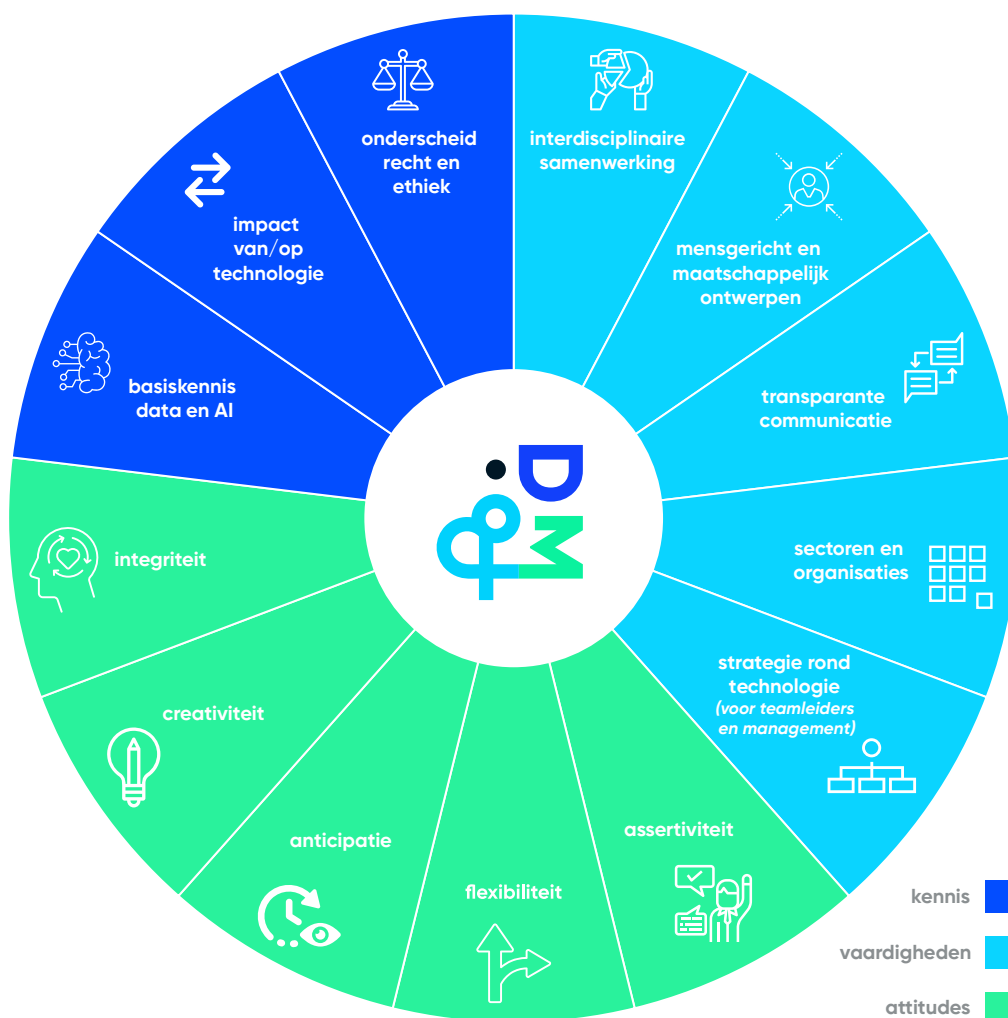 onderscheid
recht en
ethiek
interdisciplinaire
samenwerking
mensgericht en
maatschappelijk
ontwerpen
transparante
communicatie
sectoren en
organisaties
strategie rond
technologie
(voor teamleiders
en management)
assertiviteit
flexibiliteit
anticipatie
creativiteit
integriteit
basiskennis
data en AI
impact
van/op
technologie
kennis
vaardigheden
attitudes